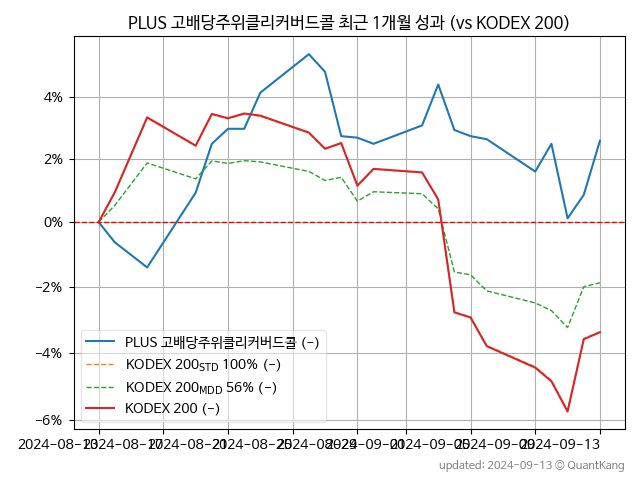 PLUS 고배당주위클리커버드콜 최근 1개월 성과 (vs KODEX 200)
4%
2%
0%
−2%
−4%
−6%
PLUS 고배당주위클리커버드콜 (-)
KODEX 200STD 100% (-)
KODEX 200MDD 56% (-)
KODEX 200 (-)
2024-08-13 2024-08-17 2024-08-21 2024-08-25 2024-08-29 2024-09-01 2024-09-05 2024-09-09 2024-09-13
updated: 2024-09-13 © QuantKang